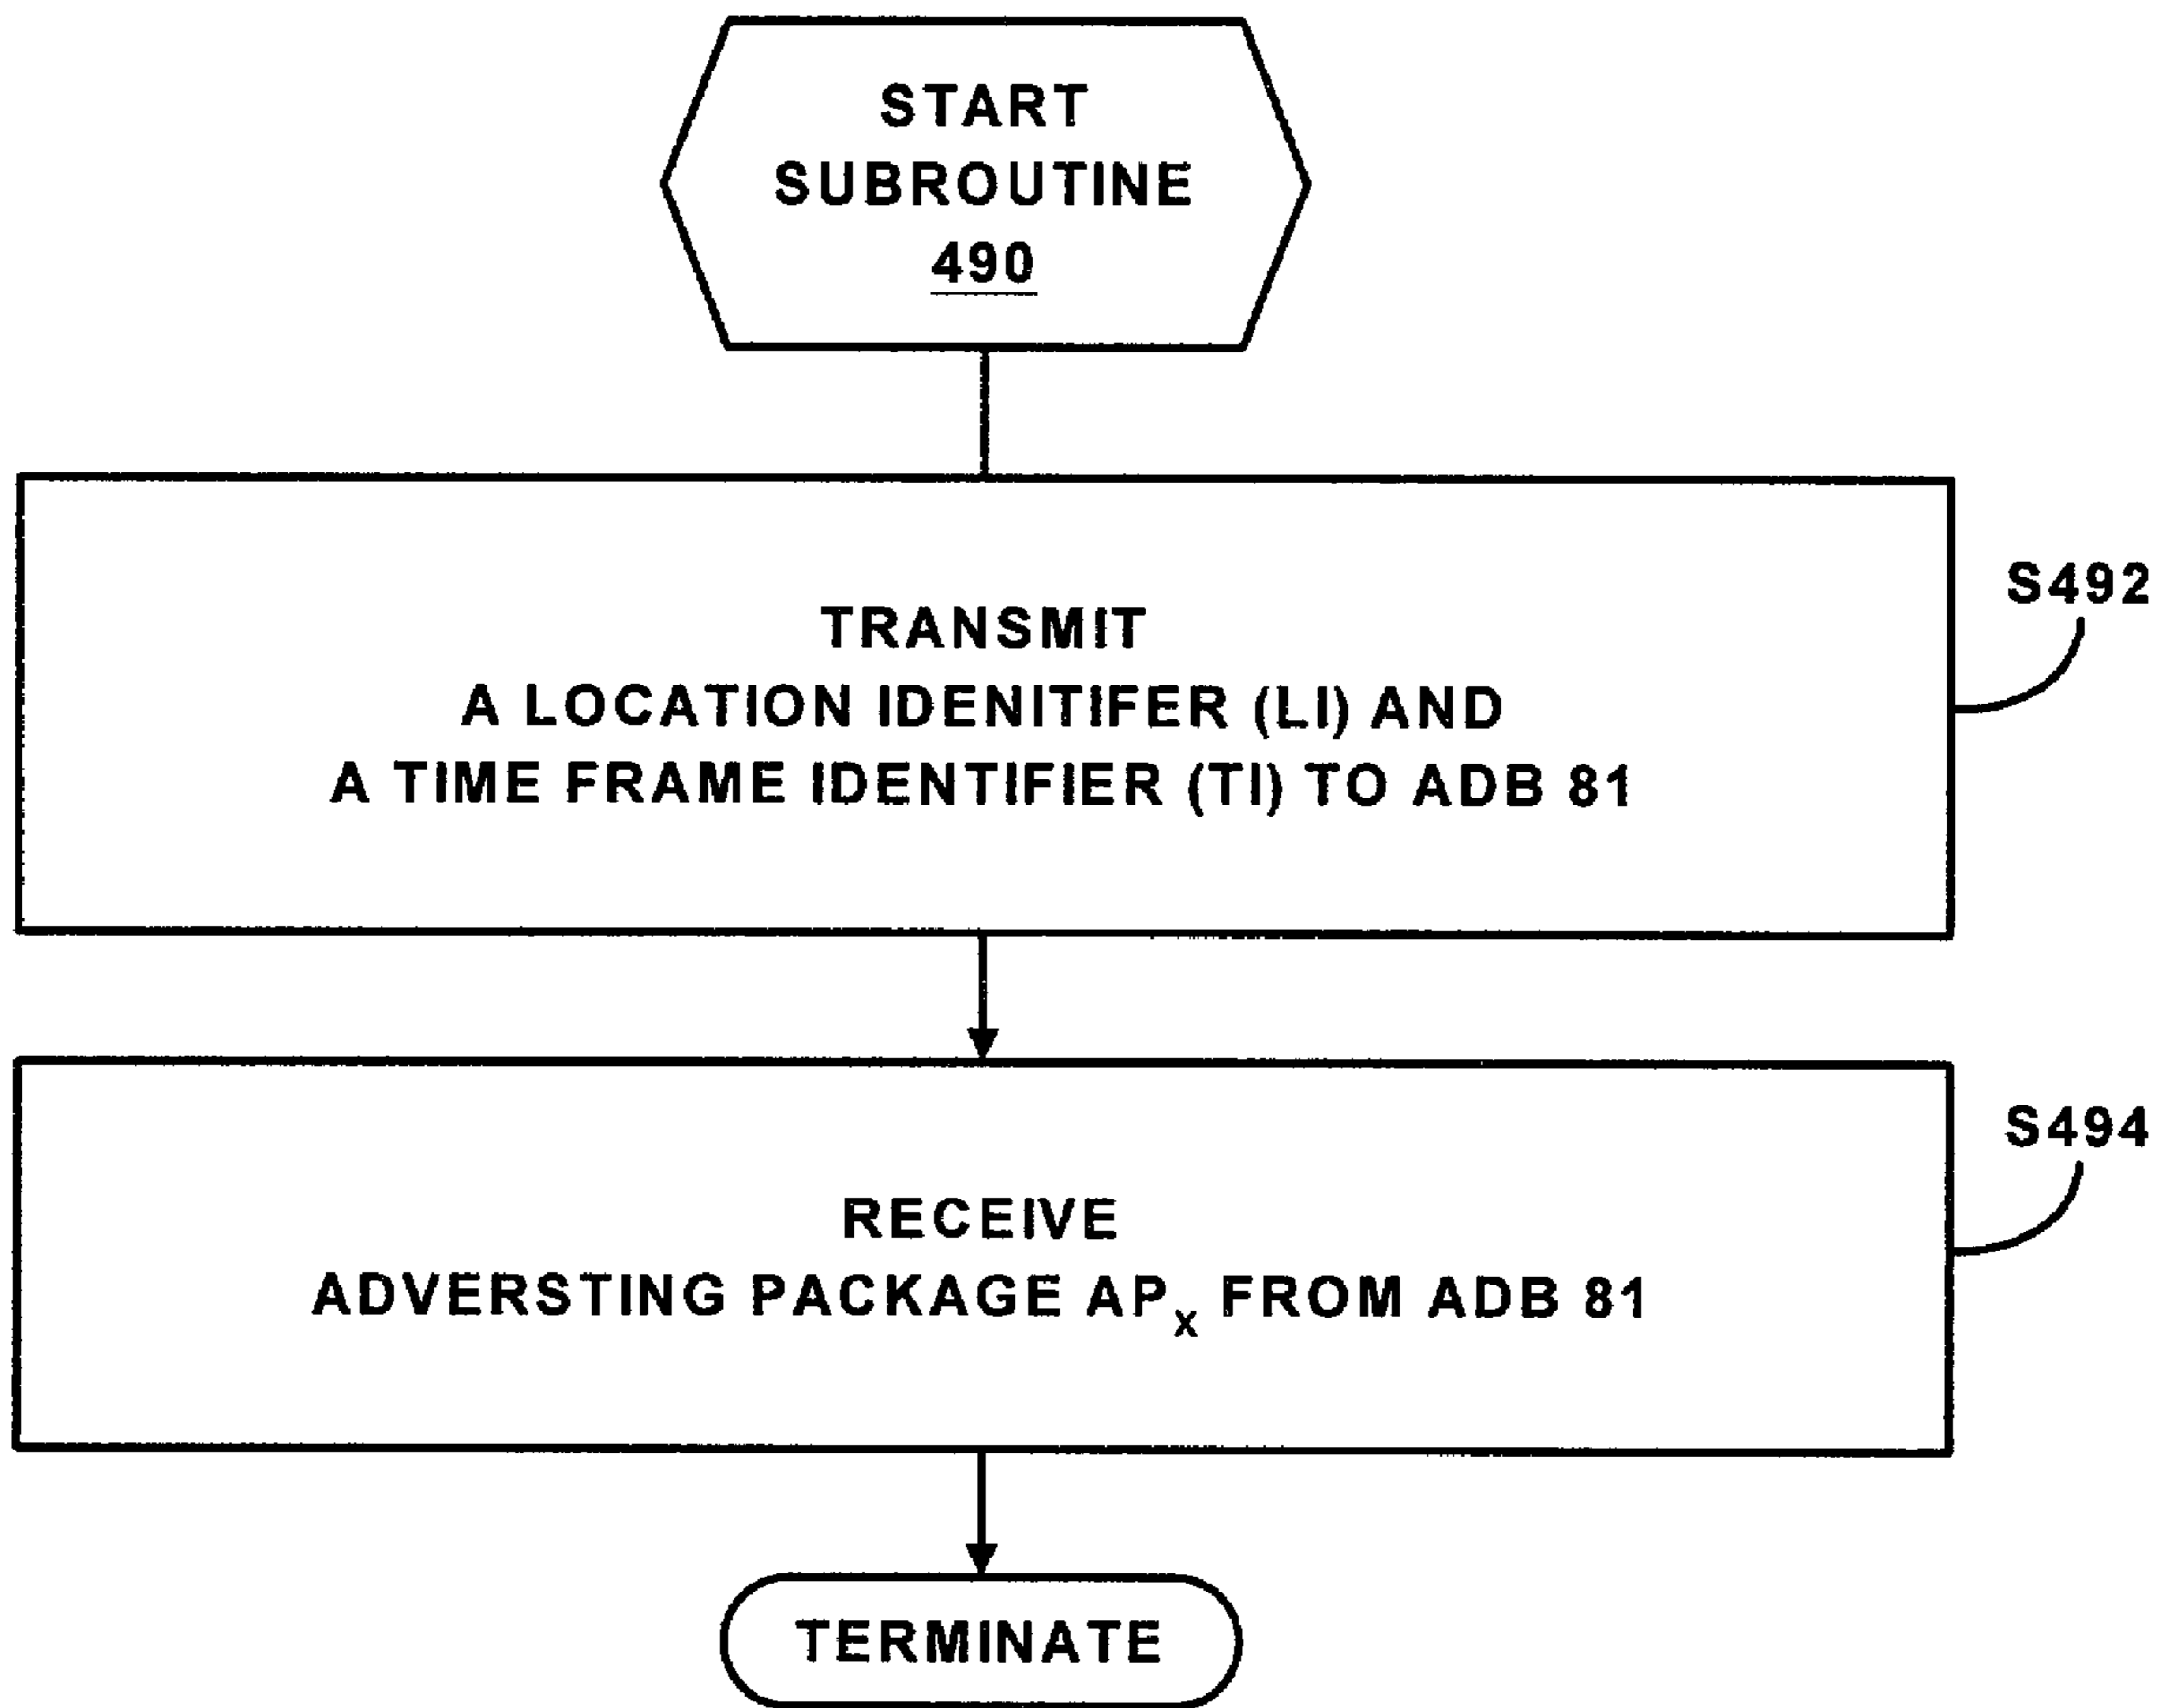 START
SUBROUTINE
490
TRANSMIT
A LOCATION IDENITIFER (LI) AND
A TIME FRAME IDENTIFIER (TI) TO ADB 81
S492
RECEIVE
ADVERSTING PACKAGE APₓ FROM ADB 81
S494
TERMINATE